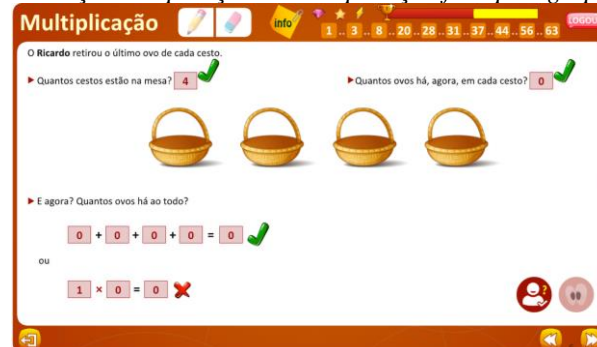 Multiplicação
info
1 .. 3 .. 8 .. 20 .. 28 .. 31 .. 37 .. 44 .. 56 .. 63
LOGOU
O Ricardo retirou o último ovo de cada cesto.
Quantos cestos estão na mesa? 4
Quantos ovos há, agora, em cada cesto? 0
E agora? Quantos ovos há ao todo?
0 + 0 + 0 + 0 = 0
ou
1 × 0 = 0